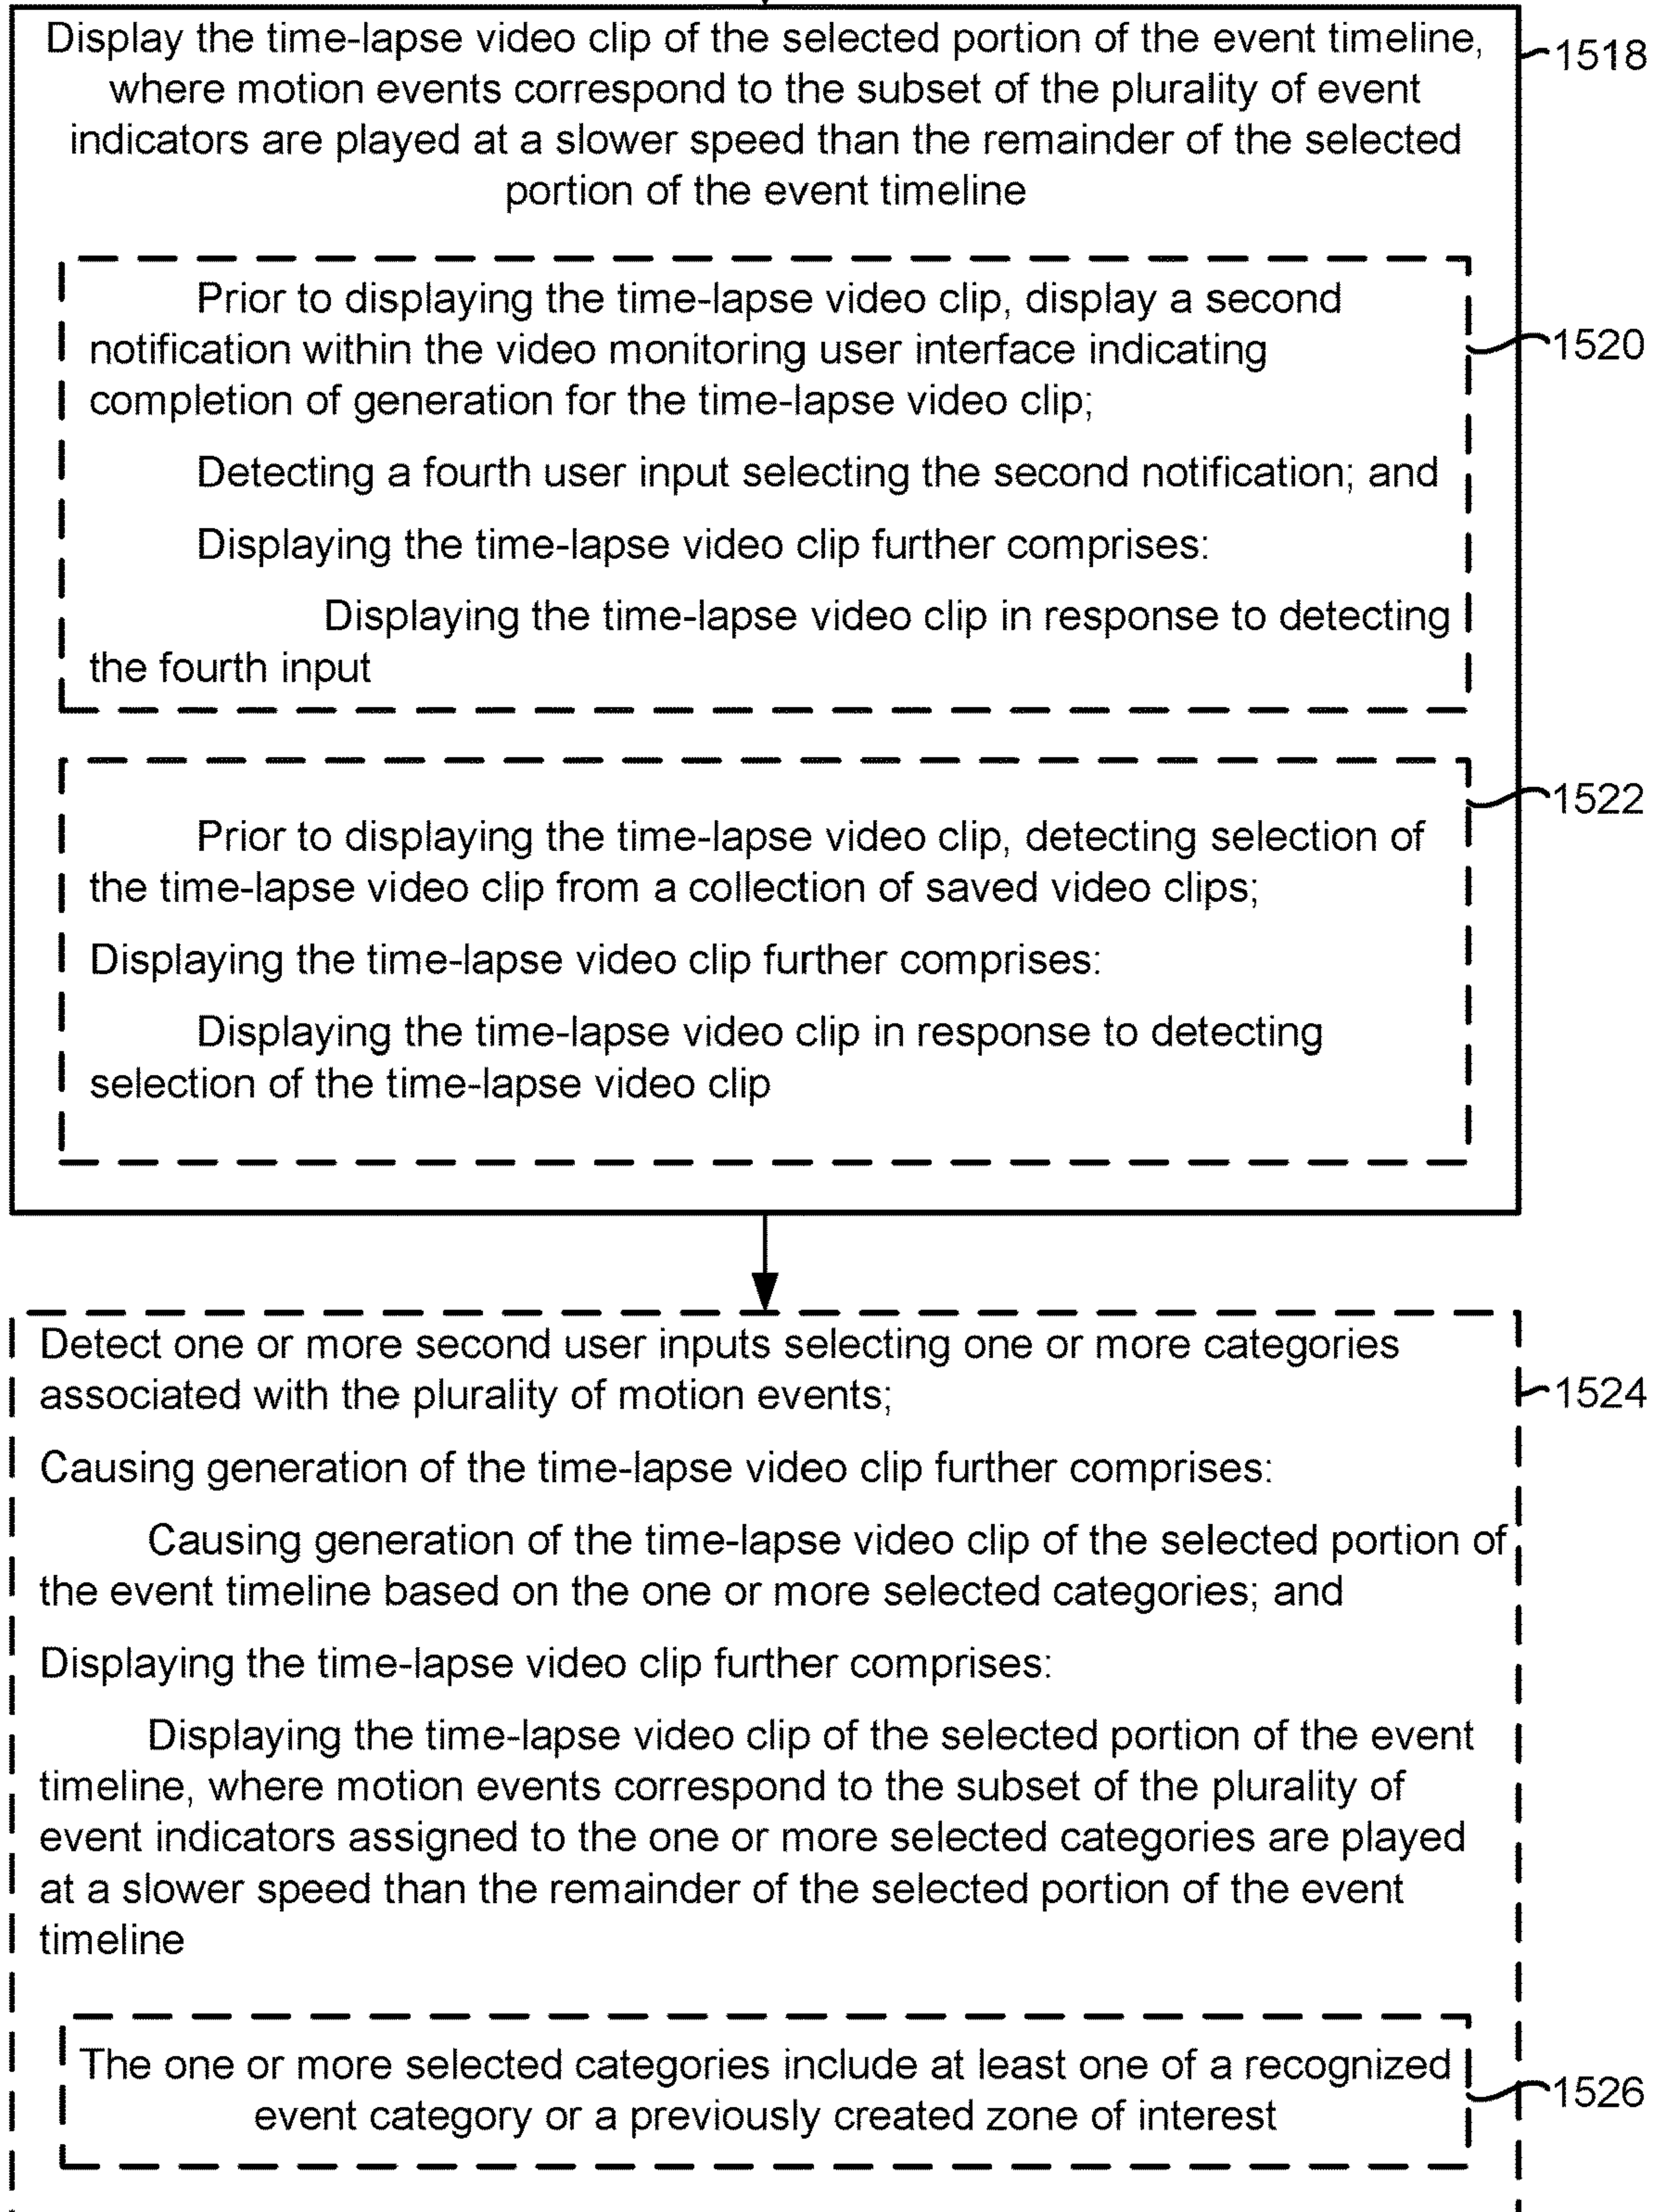 Display the time-lapse video clip of the selected portion of the event timeline,
where motion events correspond to the subset of the plurality of event
indicators are played at a slower speed than the remainder of the selected
portion of the event timeline
1518
Prior to displaying the time-lapse video clip, display a second
notification within the video monitoring user interface indicating
completion of generation for the time-lapse video clip;
1520
Detecting a fourth user input selecting the second notification; and
Displaying the time-lapse video clip further comprises:
Displaying the time-lapse video clip in response to detecting
the fourth input
1522
Prior to displaying the time-lapse video clip, detecting selection of
the time-lapse video clip from a collection of saved video clips;
Displaying the time-lapse video clip further comprises:
Displaying the time-lapse video clip in response to detecting
selection of the time-lapse video clip
Detect one or more second user inputs selecting one or more categories
associated with the plurality of motion events;
1524
Causing generation of the time-lapse video clip further comprises:
Causing generation of the time-lapse video clip of the selected portion of
the event timeline based on the one or more selected categories; and
Displaying the time-lapse video clip further comprises:
Displaying the time-lapse video clip of the selected portion of the event
timeline, where motion events correspond to the subset of the plurality of
event indicators assigned to the one or more selected categories are played
at a slower speed than the remainder of the selected portion of the event
timeline
The one or more selected categories include at least one of a recognized
event category or a previously created zone of interest
1526